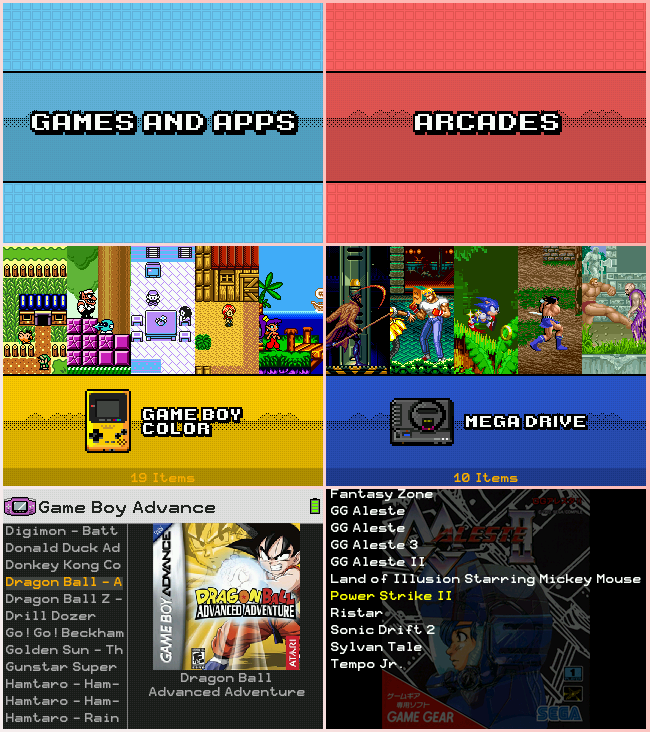 GAMES AND APPS
ARCADES
GAME BOY
COLOR
19 Items
MEGA DRIVE
10 Items
Game Boy Advance
Digimon - Batt
Donald Duck Ad
Donkey Kong Co
Dragon Ball - A
Dragon Ball Z -
Drill Dozer
Go! Go! Beckham
Golden Sun - Th
Gunstar Super
Hamtaro - Ham-
Hamtaro - Ham-
Hamtaro - Rain
GAME BOY ADVANCE
DRAGONBALL
ADVANCED ADVENTURE
ATARI
Dragon Ball
Advanced Adventure
Fantasy Zone
GG Aleste
GG Aleste
GG Aleste 3
GG Aleste II
Land of Illusion Starring Mickey Mouse
Power Strike II
Ristar
Sonic Drift 2
Sylvan Tale
Tempo Jr.
ALESTE II
ゲームギア
専用ソフト
GAME GEAR
SEGA